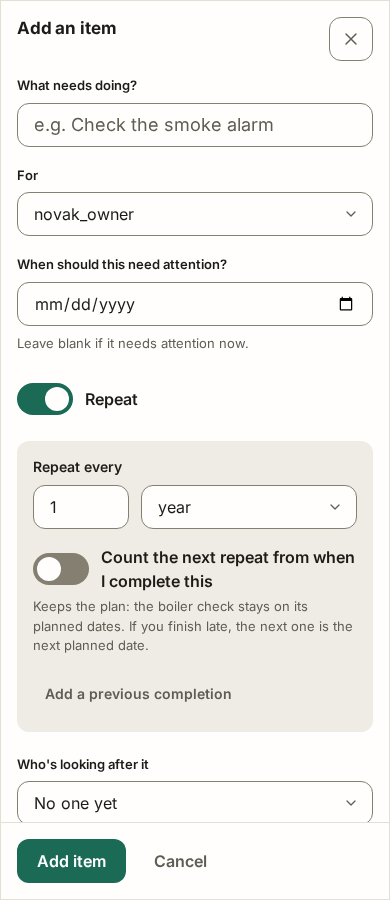 Add an item
What needs doing?
e.g. Check the smoke alarm
For
novak_owner
When should this need attention?
mm/dd/yyyy
Leave blank if it needs attention now.
Repeat
Repeat every
1 year
Count the next repeat from when
I complete this
Keeps the plan: the boiler check stays on its
planned dates. If you finish late, the next one is the
next planned date.
Add a previous completion
Who's looking after it
No one yet
Add item Cancel